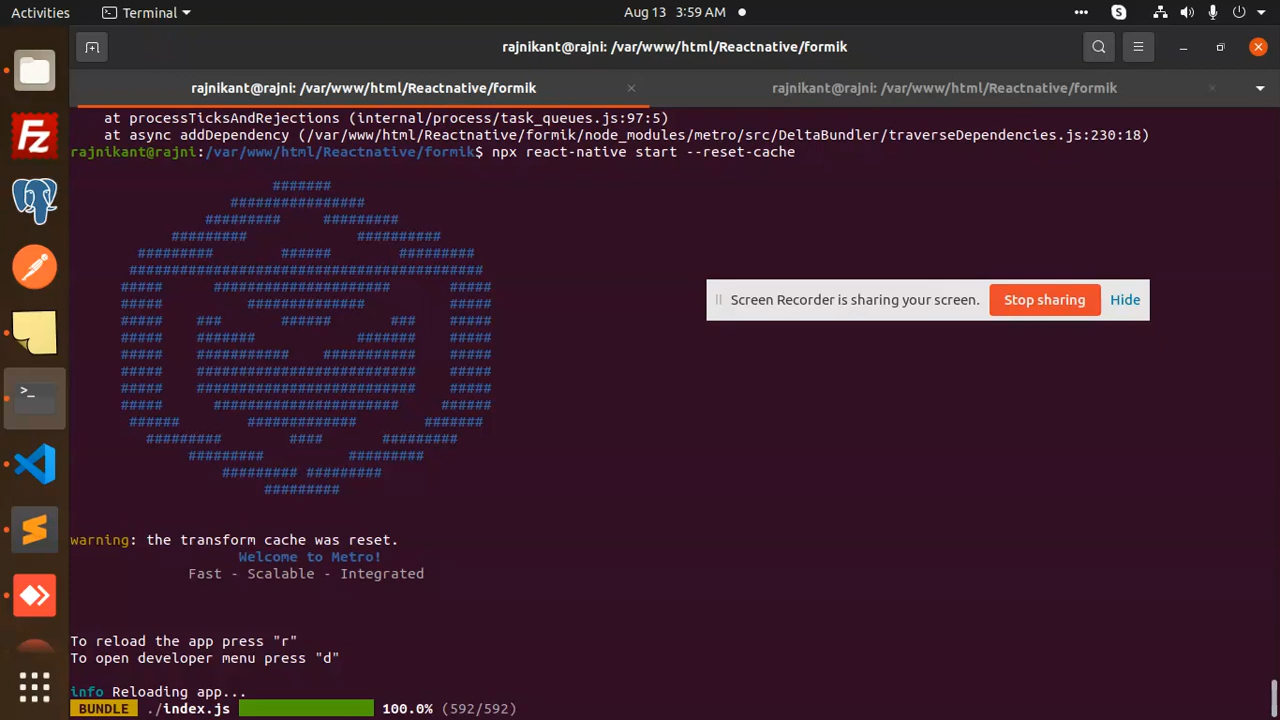 Activities Terminal Aug 13 3:59 AM
rajnikant@rajni: /var/www/html/Reactnative/formik
rajnikant@rajni: /var/www/html/Reactnative/formik × rajnikant@rajni: /var/www/html/Reactnative/formik ×
at processTicksAndRejections (internal/process/task_queues.js:97:5)
at async addDependency (/var/www/html/Reactnative/formik/node_modules/metro/src/DeltaBundler/traverseDependencies.js:230:18)
rajnikant@rajni:/var/www/html/Reactnative/formik$ npx react-native start --reset-cache
#######
################
######### #########
######### ##########
######### ###### #########
##########################################
##### ##################### #####
##### ############## #####
##### ### ###### ### #####
##### ####### ####### #####
##### ########### ########### #####
##### ########################## #####
##### ########################## #####
##### ###################### ######
###### ############# #######
######### #### #########
######### #########
######### #########
#########
Screen Recorder is sharing your screen. Stop sharing Hide
warning: the transform cache was reset.
Welcome to Metro!
Fast - Scalable - Integrated
To reload the app press "r"
To open developer menu press "d"
info Reloading app...
BUNDLE ./index.js 100.0% (592/592)